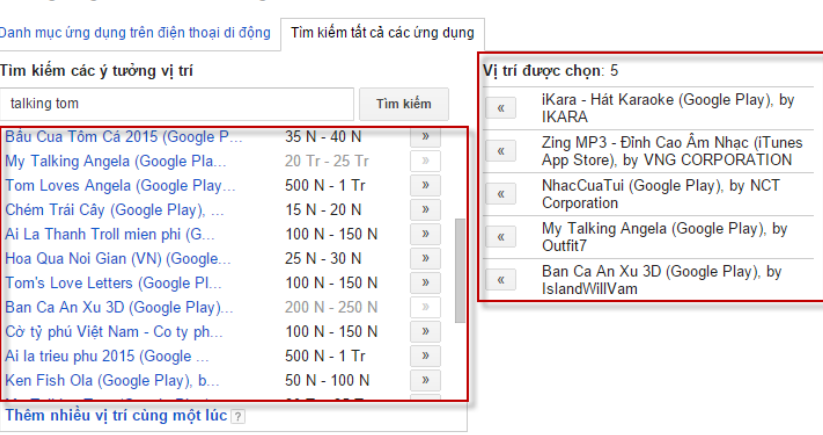 Danh mục ứng dụng trên điện thoại di động
Tìm kiếm tất cả các ứng dụng
Tìm kiếm các ý tưởng vị trí
talking tom
Tìm kiếm
Bầu Cua Tôm Cá 2015 (Google P... 35 N - 40 N »
My Talking Angela (Google Pla... 20 Tr - 25 Tr »
Tom Loves Angela (Google Play... 500 N - 1 Tr »
Chém Trái Cây (Google Play), ... 15 N - 20 N »
Ai La Thanh Troll mien phi (G... 100 N - 150 N »
Hoa Qua Noi Gian (VN) (Google... 25 N - 30 N »
Tom's Love Letters (Google Pl... 100 N - 150 N »
Ban Ca An Xu 3D (Google Play)... 200 N - 250 N »
Cờ tỷ phú Việt Nam - Co ty ph... 100 N - 150 N »
Ai la trieu phu 2015 (Google ... 500 N - 1 Tr »
Ken Fish Ola (Google Play), b... 50 N - 100 N »
Thêm nhiều vị trí cùng một lúc ?
Vị trí được chọn: 5
« iKara - Hát Karaoke (Google Play), by
IKARA
« Zing MP3 - Đỉnh Cao Âm Nhạc (iTunes
App Store), by VNG CORPORATION
« NhacCuaTui (Google Play), by NCT
Corporation
« My Talking Angela (Google Play), by
Outfit7
« Ban Ca An Xu 3D (Google Play), by
IslandWillVam